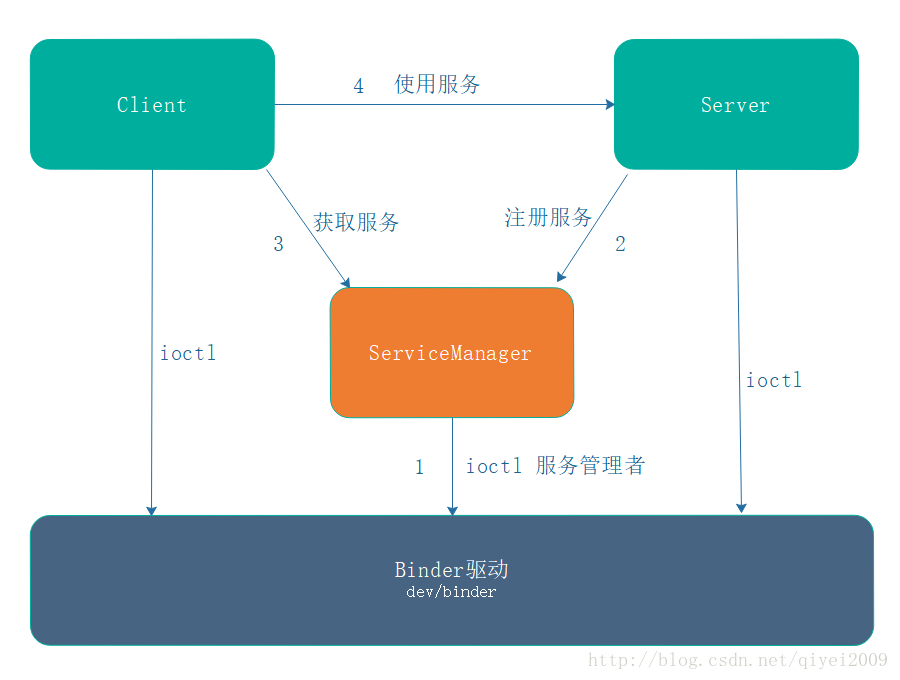 4 使用服务
Client
Server
获取服务
注册服务
3
2
ioctl
ServiceManager
ioctl
1 ioctl 服务管理者
Binder驱动
dev/binder
http://blog.csdn.net/qiyei2009